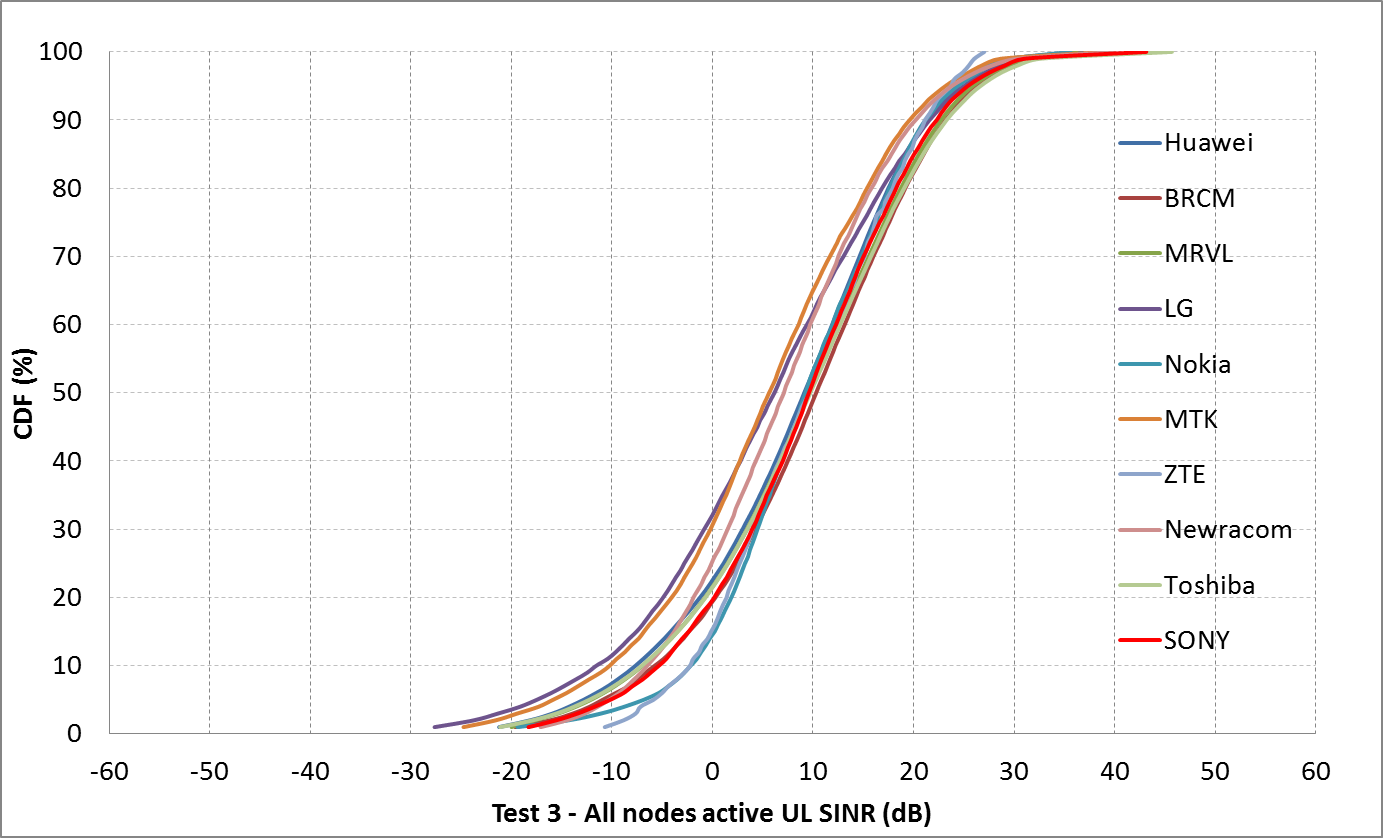 100
90
80
70
60
50
40
30
20
10
0
CDF (%)
-60 -50 -40 -30 -20 -10 0 10 20 30 40 50 60
Test 3 - All nodes active UL SINR (dB)
Huawei
BRCM
MRVL
LG
Nokia
MTK
ZTE
Newracom
Toshiba
SONY